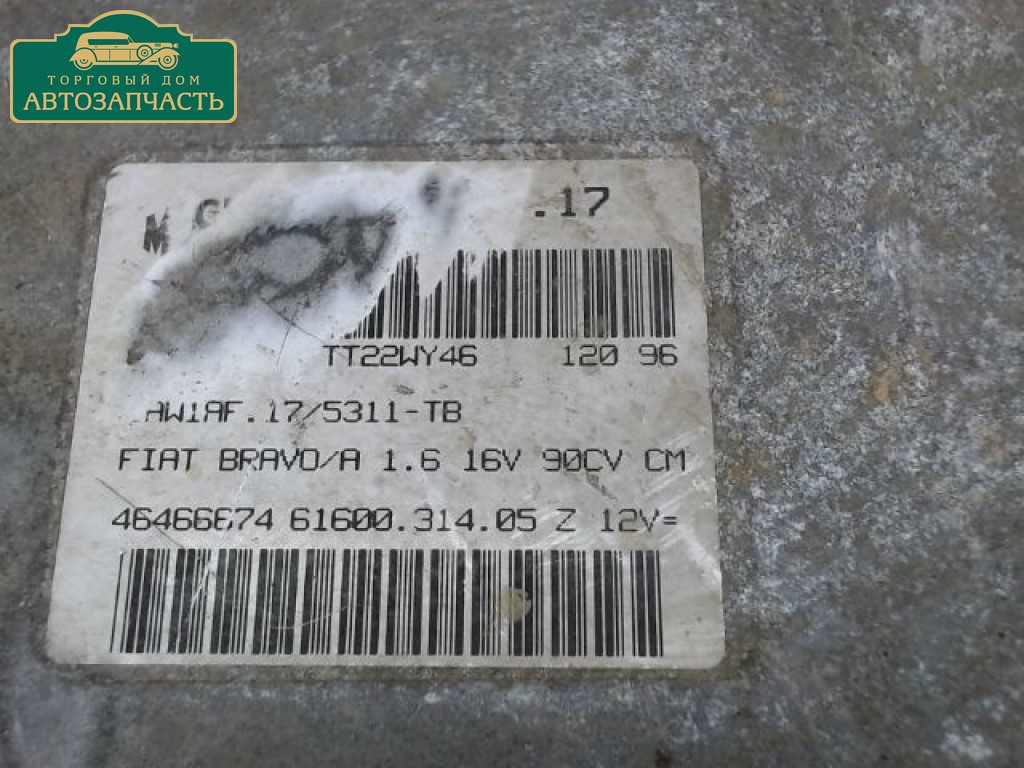 ТОРГОВЫЙ ДОМ
АВТОЗАПЧАСТЬ
.17
TT22WY46 120 96
AW1AF.17/5311-TB
FIAT BRAVO/A 1.6 16V 90CV CM
46466674 61600.314.05 Z 12V=